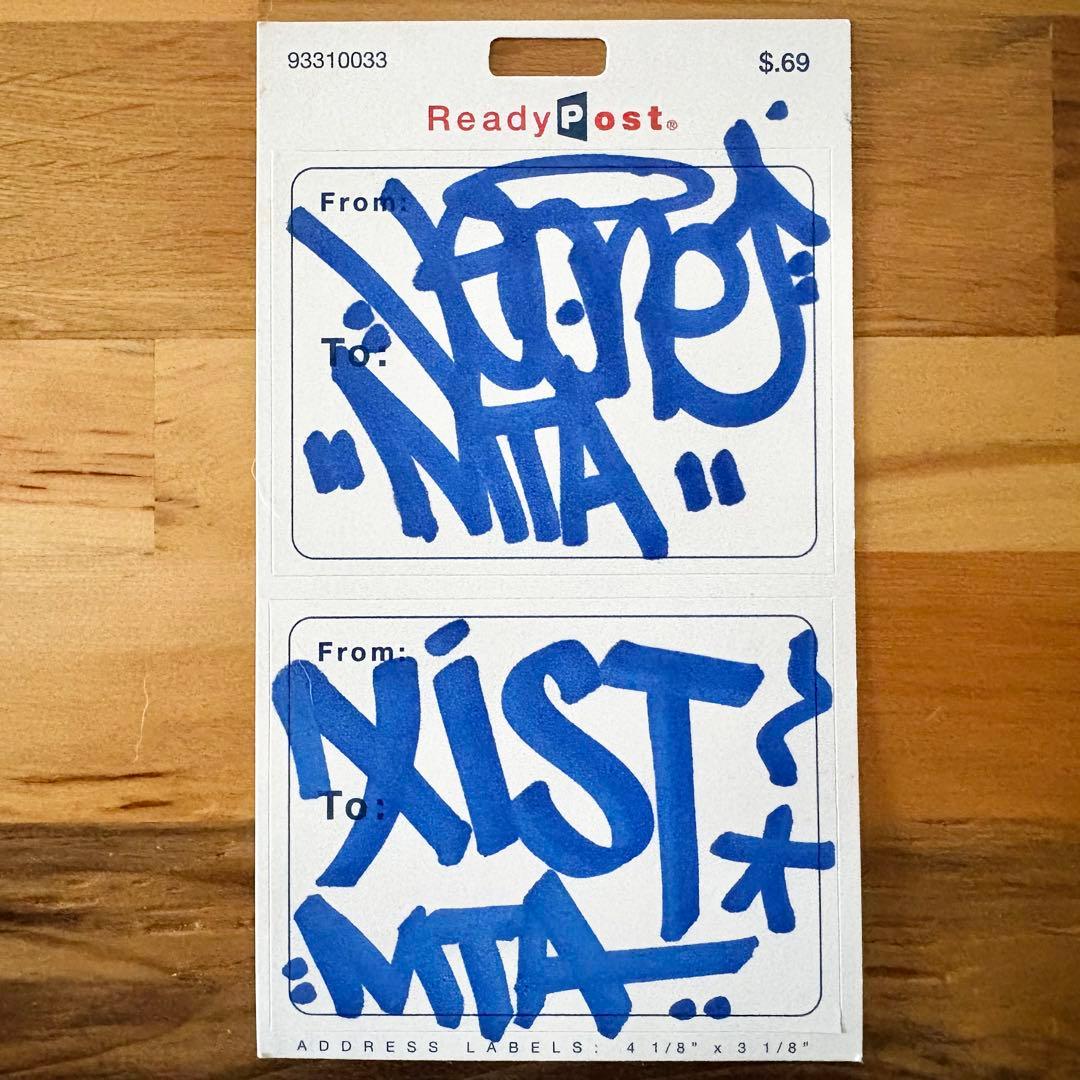 93310033 $.69
ReadyPost®
From:
To:
"MTA"
From:
XiST
To:
MTA
ADDRESS LABELS: 4 1/8" x 3 1/8"